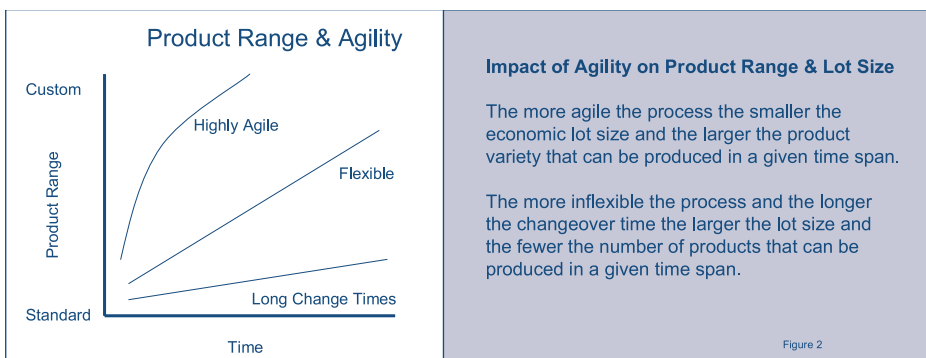 Product Range & Agility
Custom
Product Range
Highly Agile
Flexible
Long Change Times
Standard
Time
Impact of Agility on Product Range & Lot Size
The more agile the process the smaller the
economic lot size and the larger the product
variety that can be produced in a given time span.
The more inflexible the process and the longer
the changeover time the larger the lot size and
the fewer the number of products that can be
produced in a given time span.
Figure 2